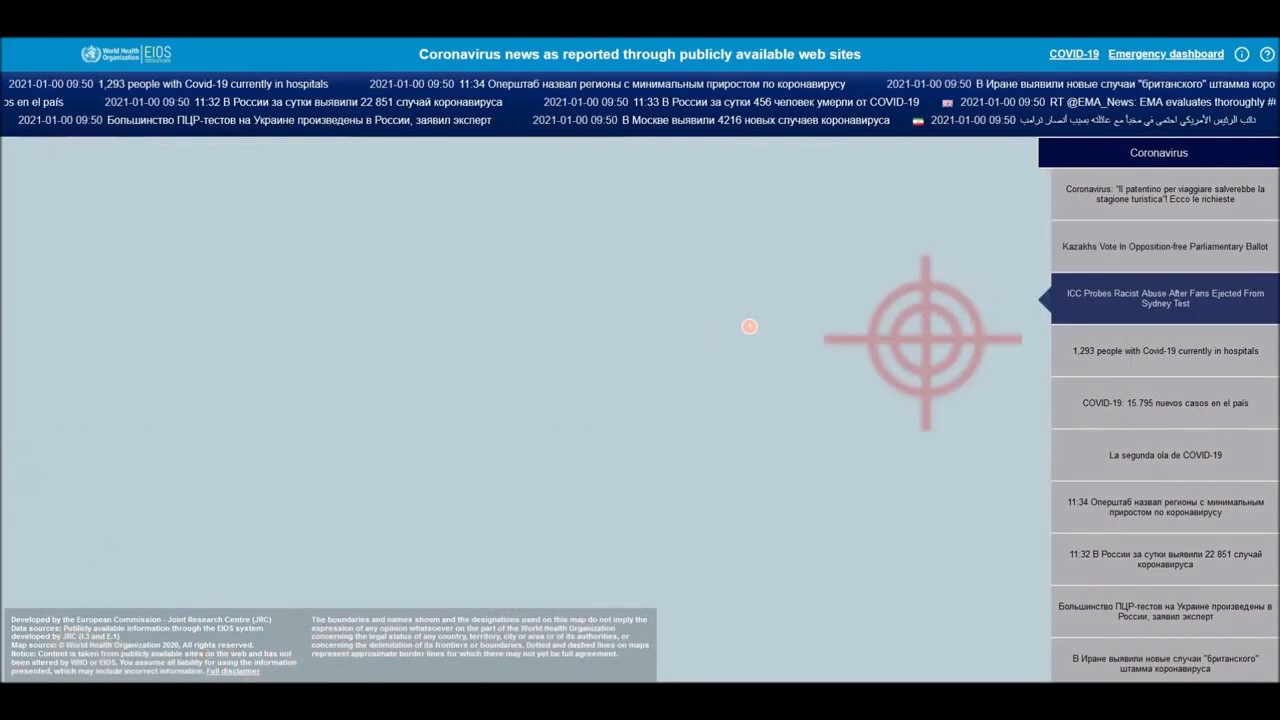 World Health Organization EIOS
Coronavirus news as reported through publicly available web sites
COVID-19 Emergency dashboard
2021-01-00 09:50 1,293 people with Covid-19 currently in hospitals 2021-01-00 09:50 11:34 Оперштаб назвал регионы с минимальным приростом по коронавирусу 2021-01-00 09:50 В Иране выявили новые случаи "британского" штамма коро
os en el país 2021-01-00 09:50 11:32 В России за сутки выявили 22 851 случай коронавируса 2021-01-00 09:50 11:33 В России за сутки 456 человек умерли от COVID-19 2021-01-00 09:50 RT @EMA_News: EMA evaluates thoroughly #
2021-01-00 09:50 Большинство ПЦР-тестов на Украине произведены в России, заявил эксперт 2021-01-00 09:50 В Москве выявили 4216 новых случаев коронавируса 2021-01-00 09:50 نائب الرئيس الأمريكي احتمى في مخبأ مع عائلته بسبب أنصار ترامب
Coronavirus
Coronavirus: "Il patentino per viaggiare salverebbe la
stagione turistica"! Ecco le richieste
Kazakhs Vote In Opposition-free Parliamentary Ballot
ICC Probes Racist Abuse After Fans Ejected From
Sydney Test
1
1,293 people with Covid-19 currently in hospitals
COVID-19: 15.795 nuevos casos en el país
La segunda ola de COVID-19
11:34 Оперштаб назвал регионы с минимальным
приростом по коронавирусу
11:32 В России за сутки выявили 22 851 случай
коронавируса
Большинство ПЦР-тестов на Украине произведены в
России, заявил эксперт
В Иране выявили новые случаи "британского"
штамма коронавируса
Developed by the European Commission - Joint Research Centre (JRC)
Data sources: Publicly available information through the EIOS system
developed by JRC (I.3 and E.1)
Map source: © World Health Organization 2020, All rights reserved.
Notice: Content is taken from publicly available sites on the web and has not
been altered by WHO or EIOS. You assume all liability for using the information
presented, which may include incorrect information. Full disclaimer
The boundaries and names shown and the designations used on this map do not imply the
expression of any opinion whatsoever on the part of the World Health Organization
concerning the legal status of any country, territory, city or area or of its authorities, or
concerning the delimitation of its frontiers or boundaries. Dotted and dashed lines on maps
represent approximate border lines for which there may not yet be full agreement.